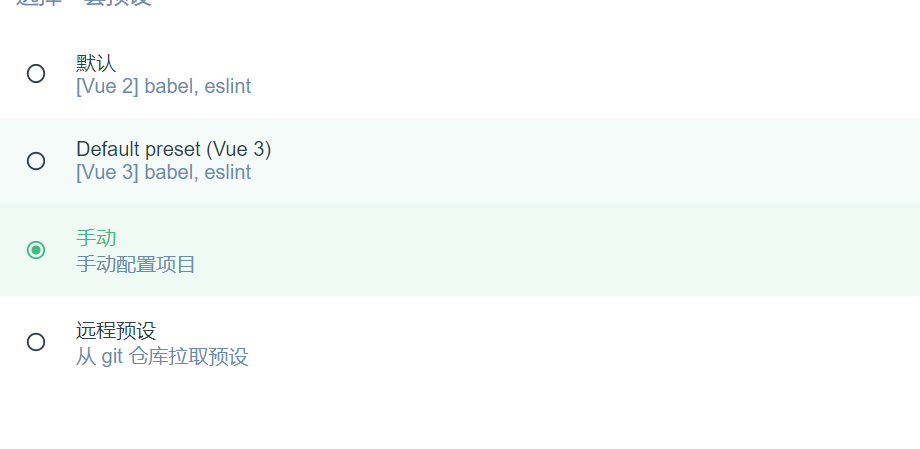 默认
[Vue 2] babel, eslint
Default preset (Vue 3)
[Vue 3] babel, eslint
手动
手动配置项目
远程预设
从 git 仓库拉取预设